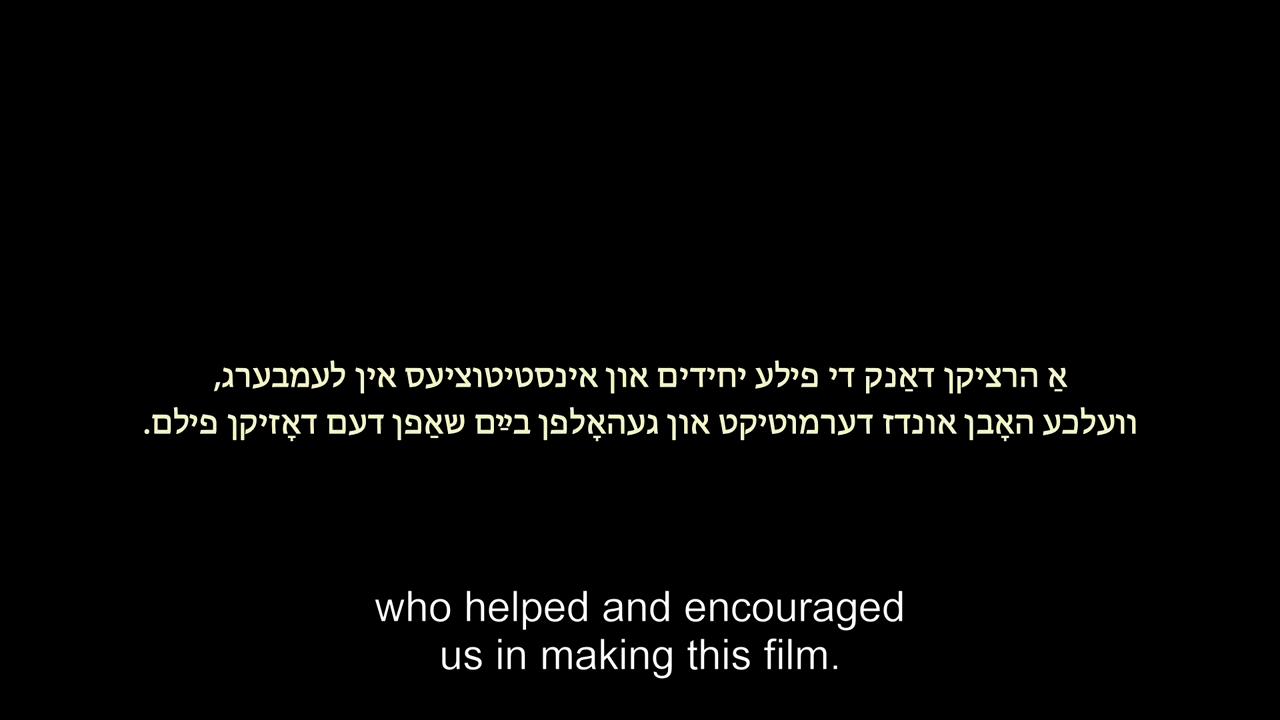 אַ הרציקן דאַנק די פילע יחידים און אינסטיטוציעס אין לעמבערג,
וועלכע האָבן אונדז דערמוטיקט און געהאָלפן בײַם שאַפן דעם דאָזיקן פילם.
who helped and encouraged
us in making this film.